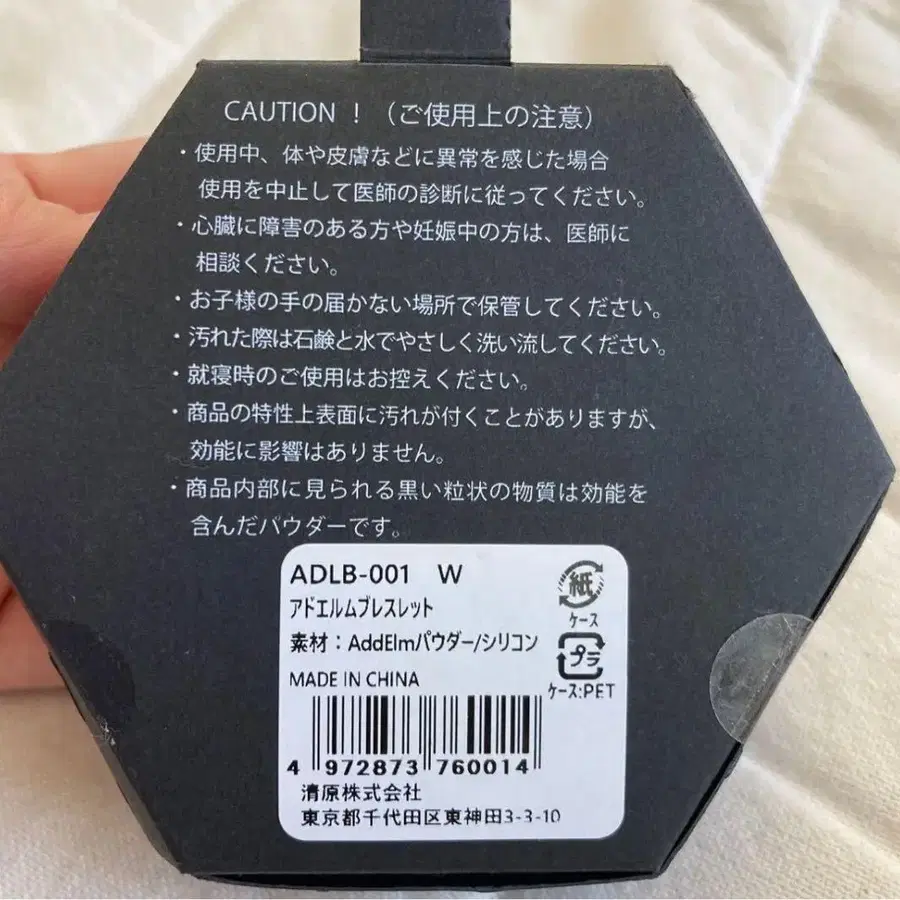 CAUTION ! （ご使用上の注意）
・使用中、体や皮膚などに異常を感じた場合
使用を中止して医師の診断に従ってください。
・心臓に障害のある方や妊娠中の方は、医師に
相談ください。
・お子様の手の届かない場所で保管してください。
・汚れた際は石鹸と水でやさしく洗い流してください。
・就寝時のご使用はお控えください。
・商品の特性上表面に汚れが付くことがありますが、
効能に影響はありません。
・商品内部に見られる黒い粒状の物質は効能を
含んだパウダーです。
ADLB-001 W
アドエルムブレスレット
素材：AddElmパウダー/シリコン
MADE IN CHINA
紙
ケース
プラ
ケース:PET
4 972873 760014
清原株式会社
東京都千代田区東神田3-3-10